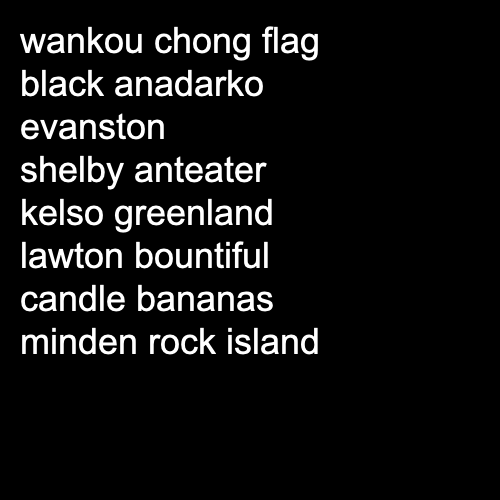 wankou chong flag
black anadarko
evanston
shelby anteater
kelso greenland
lawton bountiful
candle bananas
minden rock island